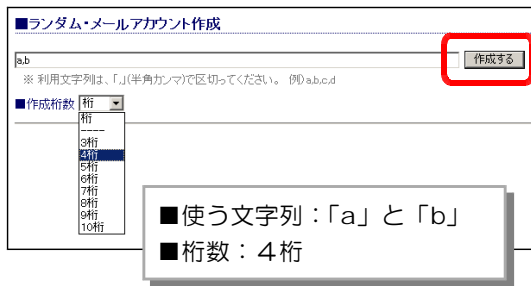 ■ランダム・メールアカウント作成
a,b
作成する
※ 利用文字列は、「,」(半角カンマ)で区切ってください。 例) a,b,c,d
■作成桁数 桁
桁
----
3桁
4桁
5桁
6桁
7桁
8桁
9桁
10桁
■使う文字列：「a」と「b」
■桁数：４桁